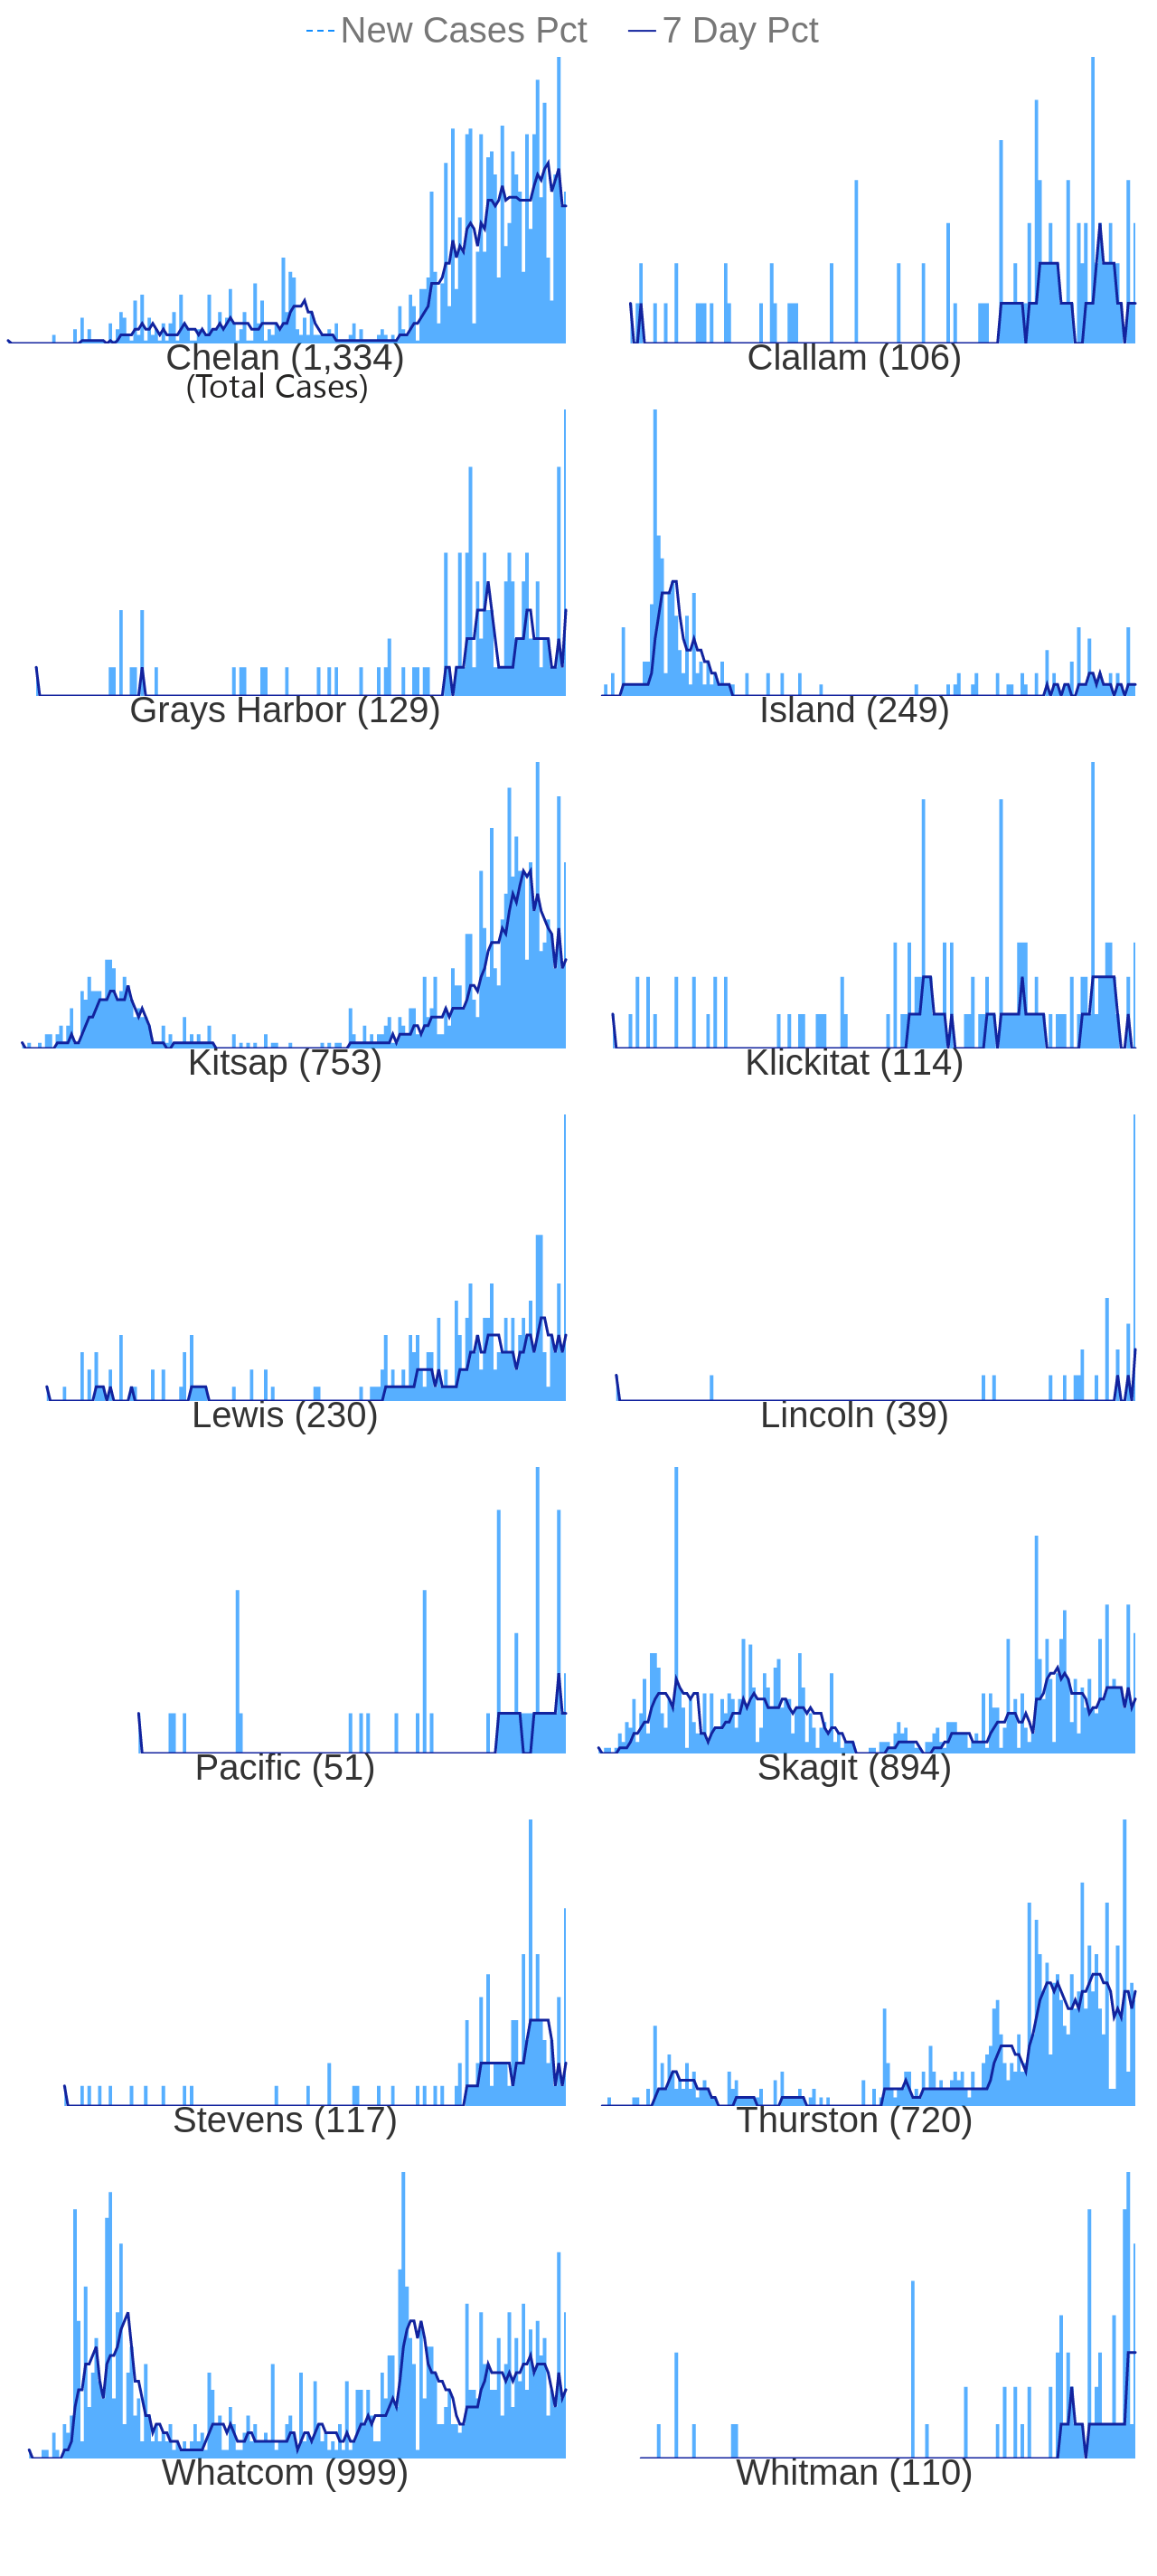 New Cases Pct 7 Day Pct
Chelan (1,334) Clallam (106)
(Total Cases)
Grays Harbor (129) Island (249)
Kitsap (753) Klickitat (114)
Lewis (230) Lincoln (39)
Pacific (51) Skagit (894)
Stevens (117) Thurston (720)
Whatcom (999) Whitman (110)